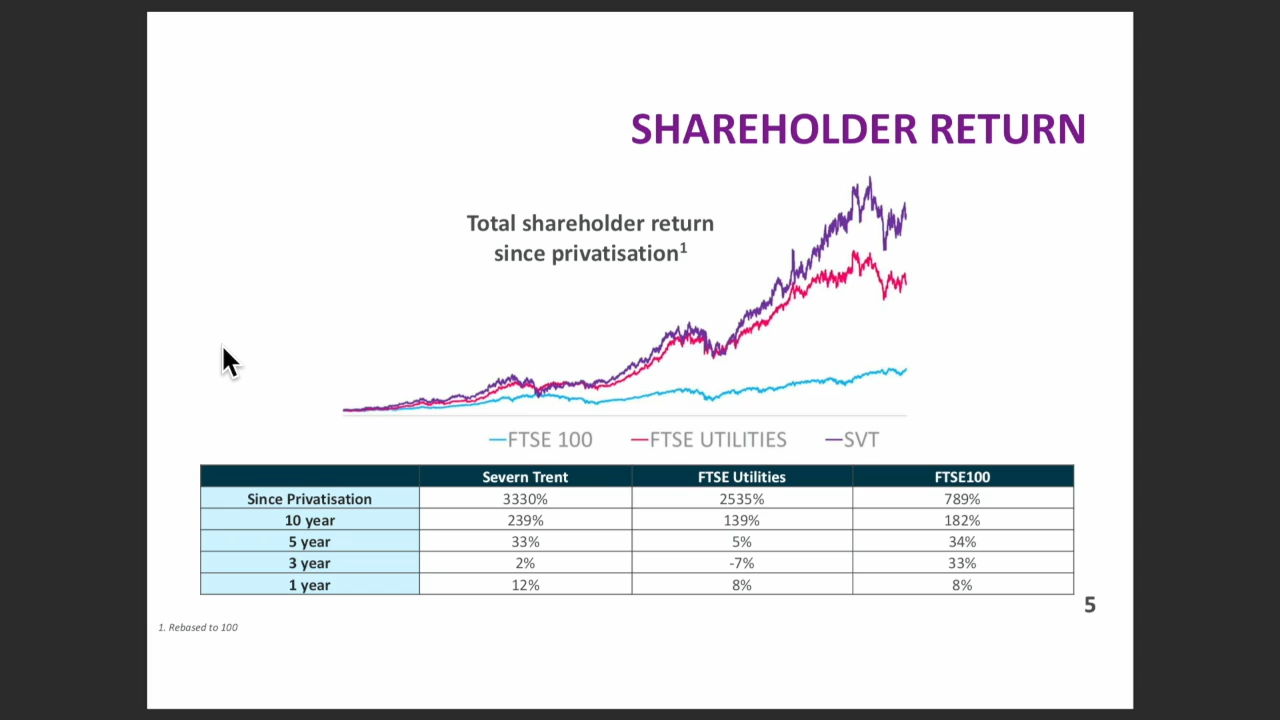 SHAREHOLDER RETURN
Total shareholder return
since privatisation¹
FTSE 100 FTSE UTILITIES SVT
Severn Trent FTSE Utilities FTSE100
Since Privatisation 3330% 2535% 789%
10 year 239% 139% 182%
5 year 33% 5% 34%
3 year 2% -7% 33%
1 year 12% 8% 8%
5
1. Rebased to 100